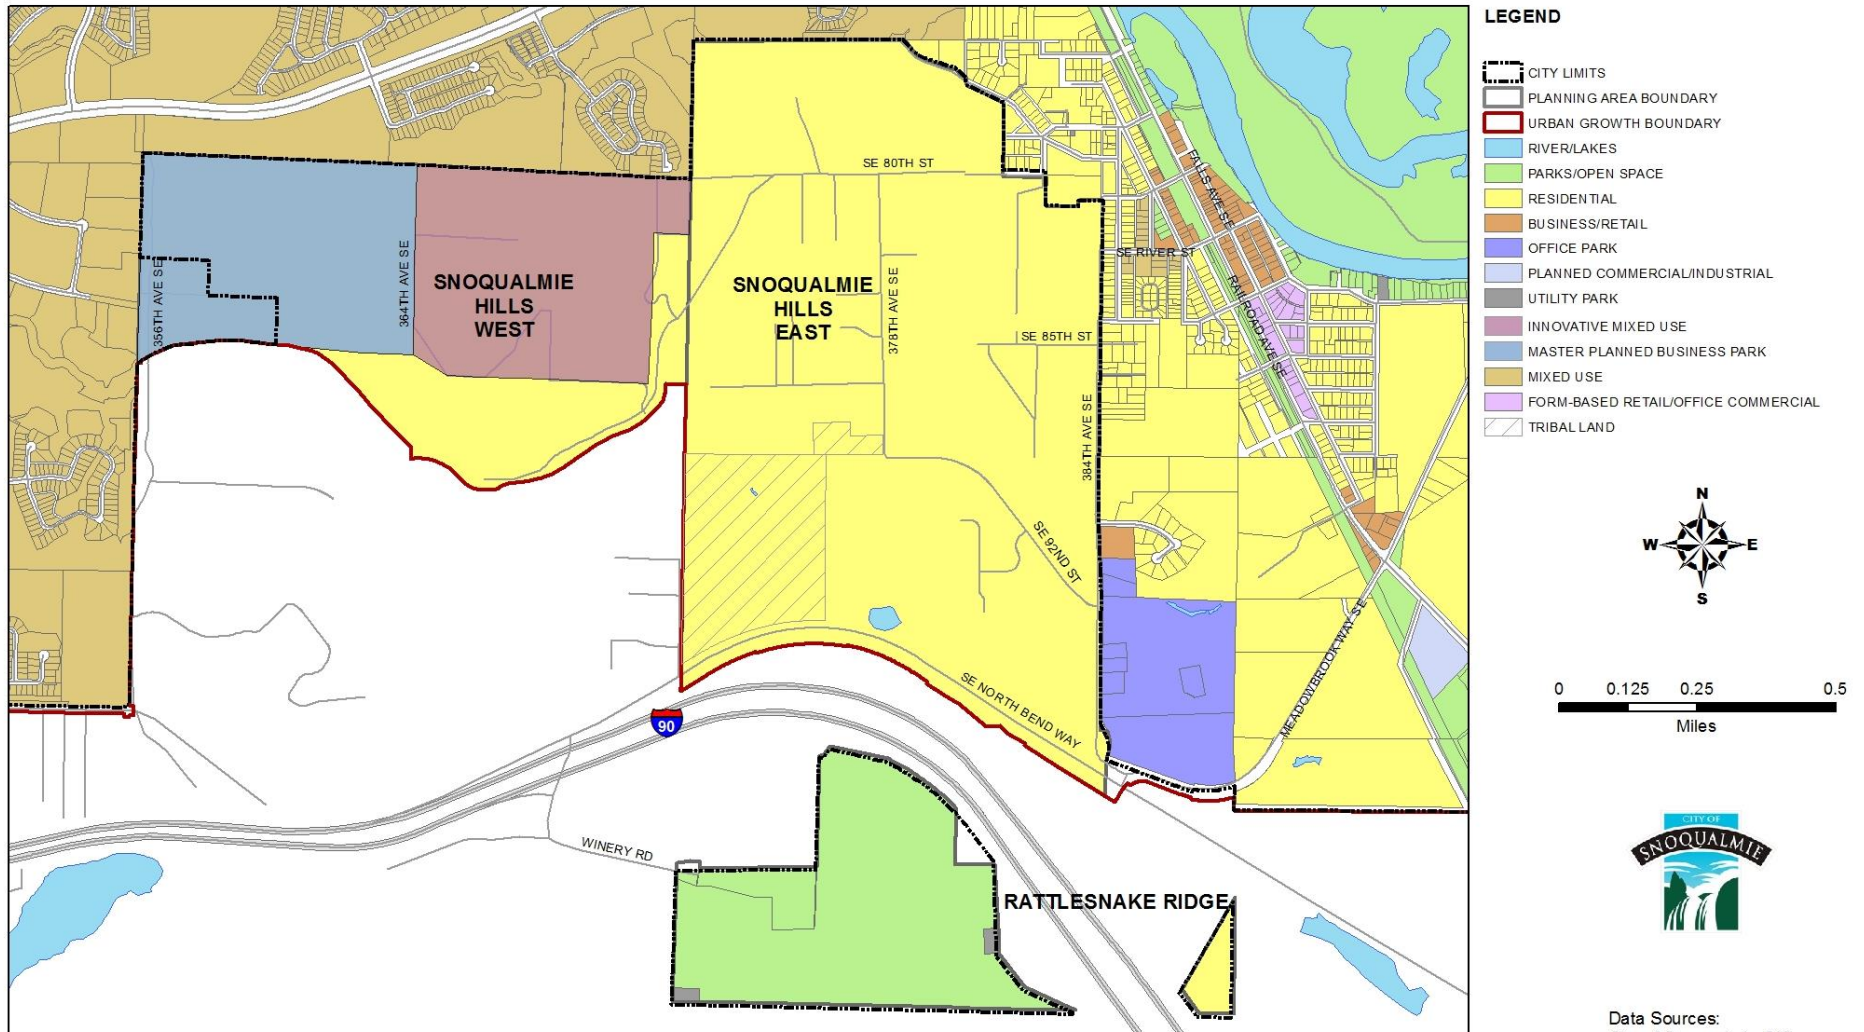 LEGEND
CITY LIMITS
PLANNING AREA BOUNDARY
URBAN GROWTH BOUNDARY
RIVER/LAKES
PARKS/OPEN SPACE
RESIDENTIAL
BUSINESS/RETAIL
OFFICE PARK
PLANNED COMMERCIAL/INDUSTRIAL
UTILITY PARK
INNOVATIVE MIXED USE
MASTER PLANNED BUSINESS PARK
MIXED USE
FORM-BASED RETAIL/OFFICE COMMERCIAL
TRIBAL LAND
SE 80TH ST
FALLS AVE SE
SE RIVER ST
RAILROAD AVE SE
356TH AVE SE
364TH AVE SE
SNOQUALMIE
HILLS
WEST
SNOQUALMIE
HILLS
EAST
378TH AVE SE
SE 85TH ST
384TH AVE SE
SE 92ND ST
SE NORTH BEND WAY
MEADOWBROOK WAY SE
90
WINERY RD
RATTLESNAKE RIDGE
N
W
E
S
0
0.125
0.25
0.5
Miles
CITY OF
SNOQUALMIE
Data Sources: